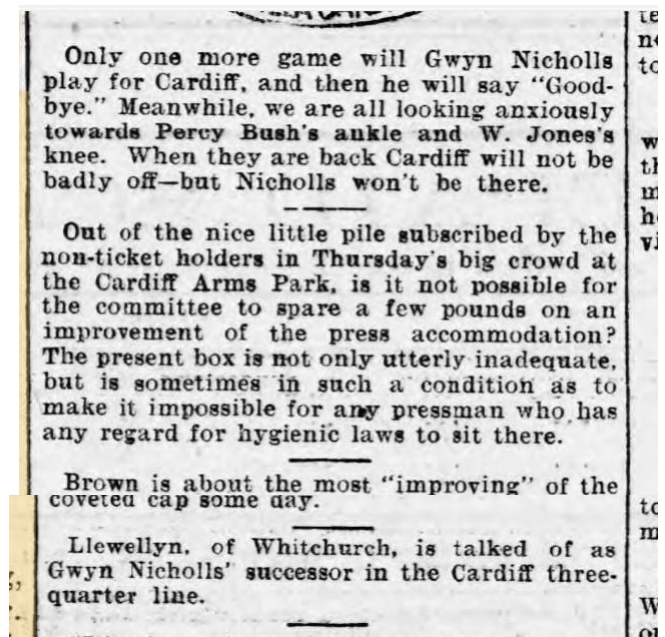 Only one more game will Gwyn Nicholls
play for Cardiff, and then he will say "Good-
bye." Meanwhile, we are all looking anxiously
towards Percy Bush's ankle and W. Jones's
knee. When they are back Cardiff will not be
badly off—but Nicholls won't be there.
Out of the nice little pile subscribed by the
non-ticket holders in Thursday's big crowd at
the Cardiff Arms Park, is it not possible for
the committee to spare a few pounds on an
improvement of the press accommodation?
The present box is not only utterly inadequate,
but is sometimes in such a condition as to
make it impossible for any pressman who has
any regard for hygienic laws to sit there.
Brown is about the most "improving" of the
coveted cap some day.
Llewellyn, of Whitchurch, is talked of as
Gwyn Nicholls' successor in the Cardiff three-
quarter line.